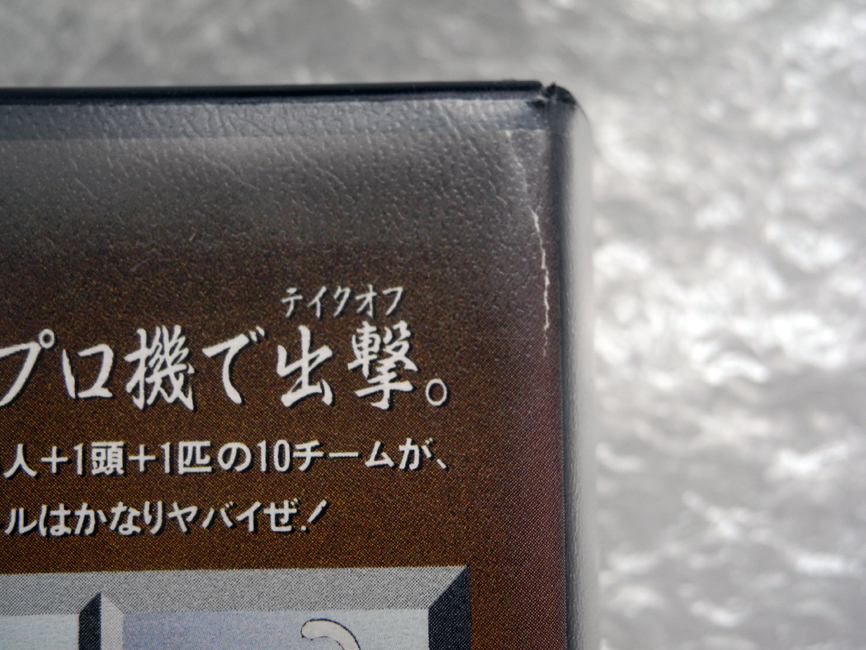 テイクオフ
プロ機で出撃。
人+1頭+1匹の10チームが、
ルはかなりヤバイぜ!